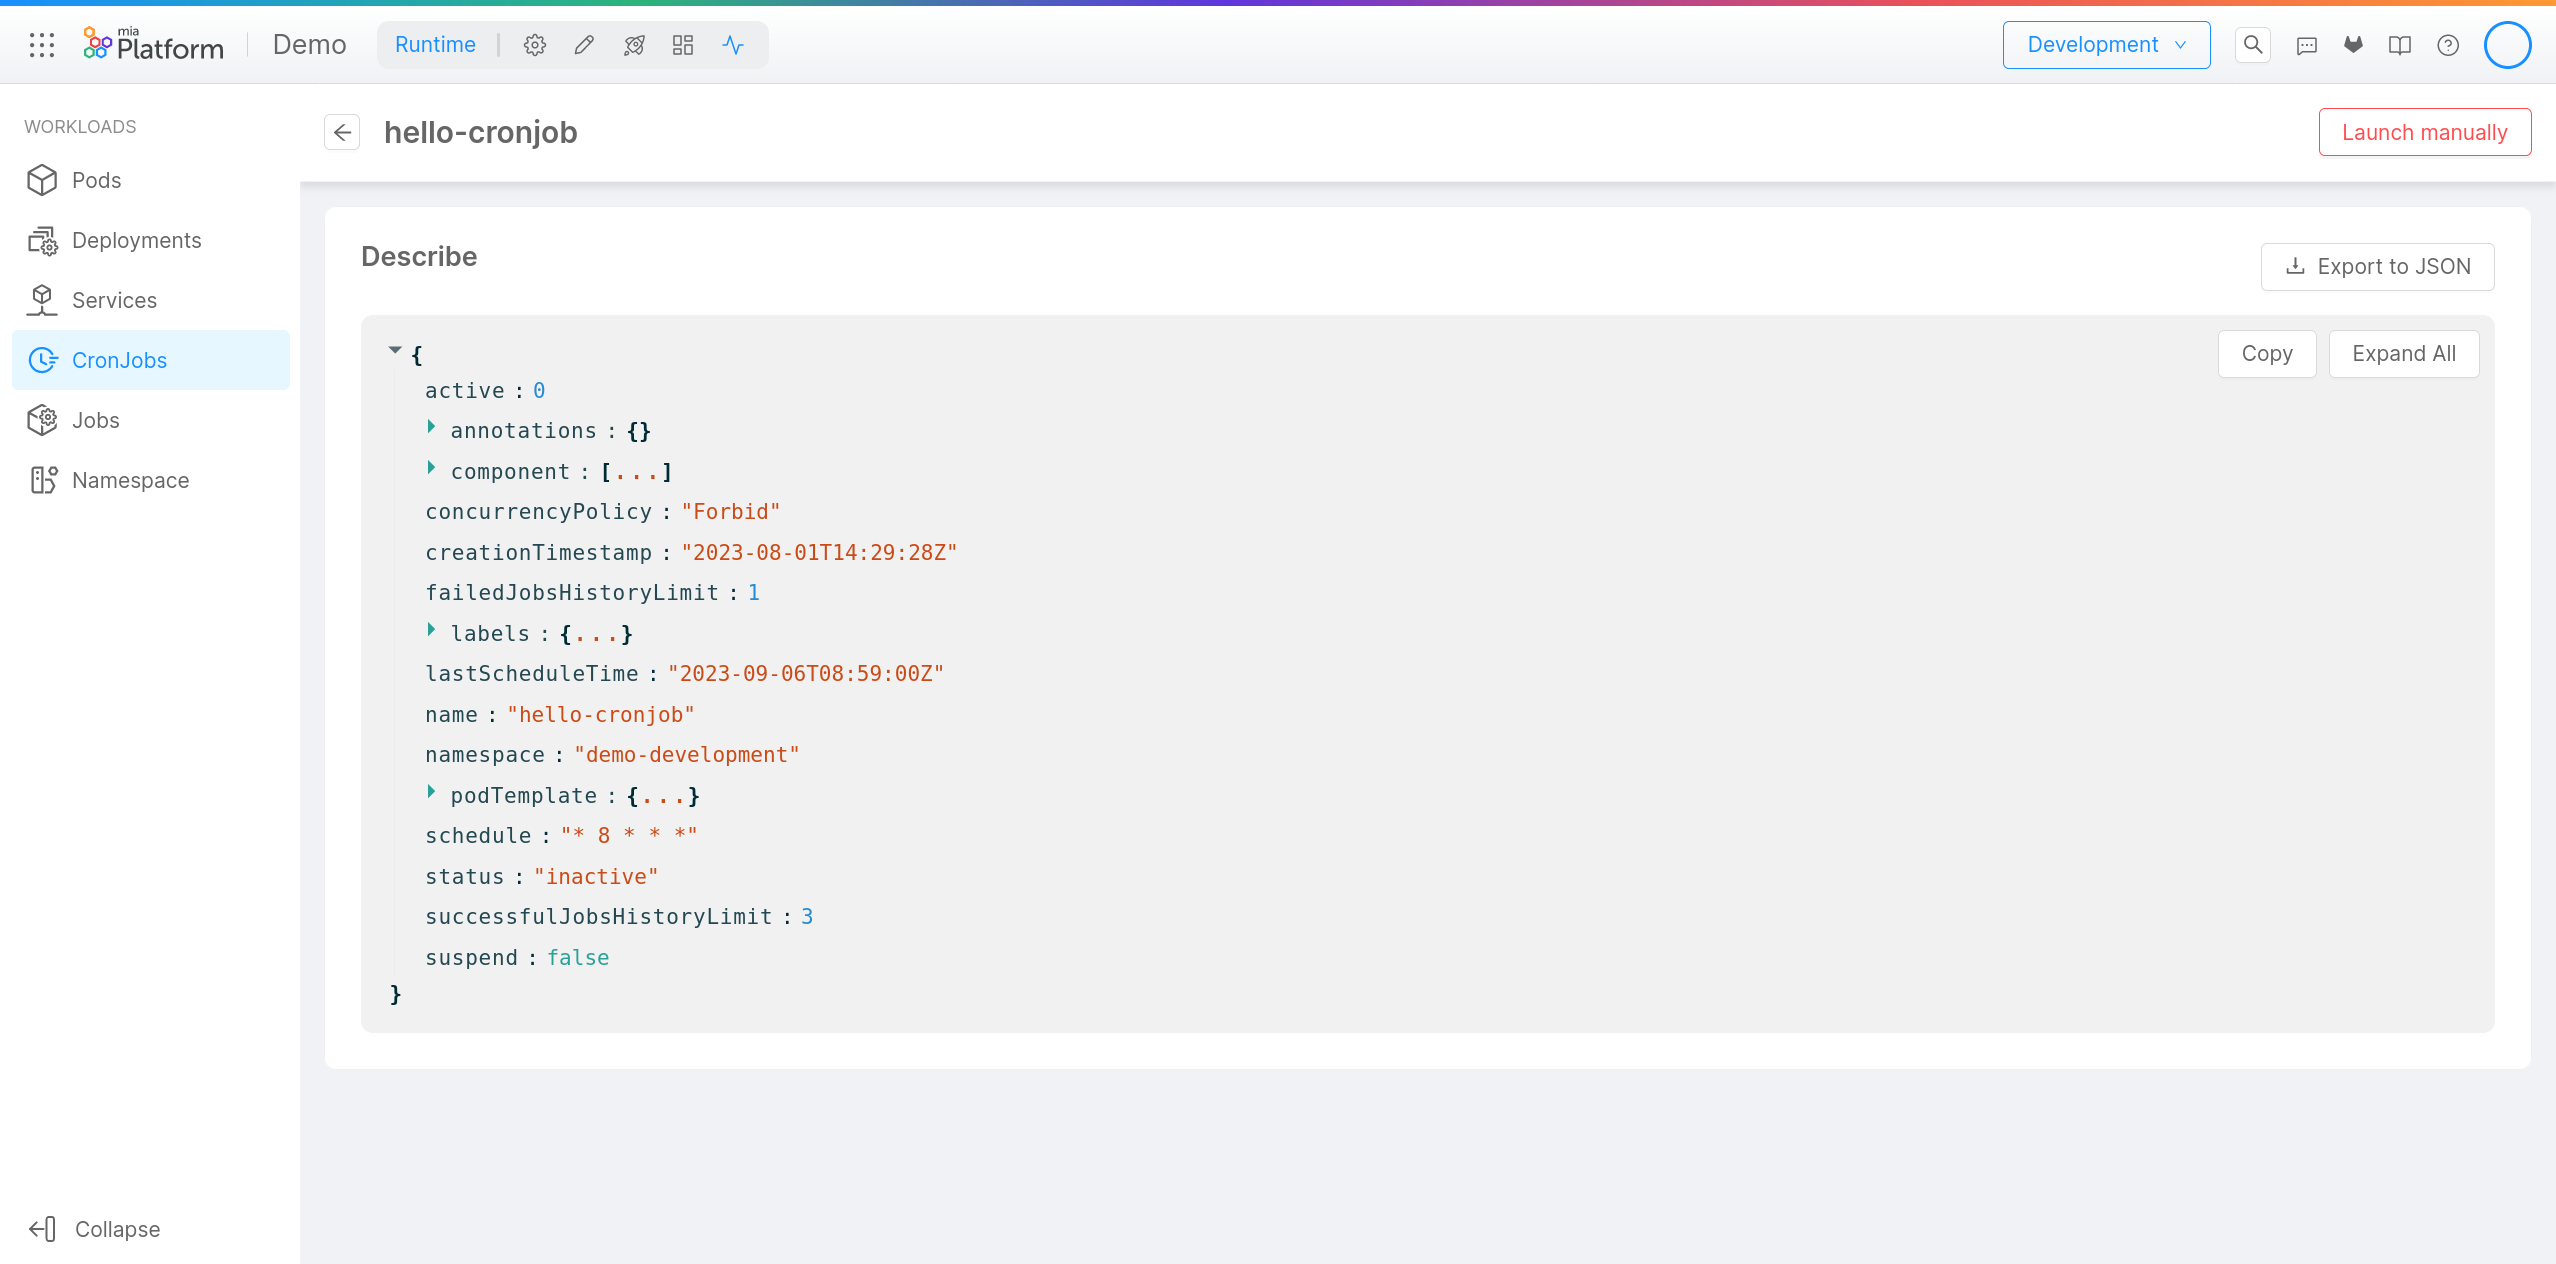 mia
Platform
Demo
Runtime
Development
WORKLOADS
Pods
Deployments
Services
CronJobs
Jobs
Namespace
Collapse
hello-cronjob
Launch manually
Describe
Export to JSON
Copy
Expand All
{
active : 0
annotations : {}
component : [...]
concurrencyPolicy : "Forbid"
creationTimestamp : "2023-08-01T14:29:28Z"
failedJobsHistoryLimit : 1
labels : {...}
lastScheduleTime : "2023-09-06T08:59:00Z"
name : "hello-cronjob"
namespace : "demo-development"
podTemplate : {...}
schedule : "* 8 * * *"
status : "inactive"
successfulJobsHistoryLimit : 3
suspend : false
}